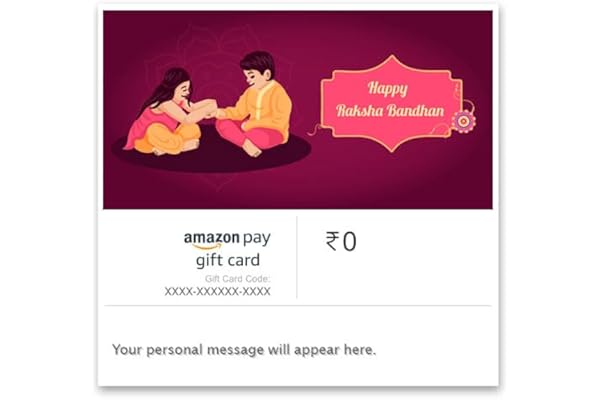 Happy
Raksha Bandhan
amazon pay
gift card
Gift Card Code:
XXXX-XXXXXX-XXXX
₹0
Your personal message will appear here.